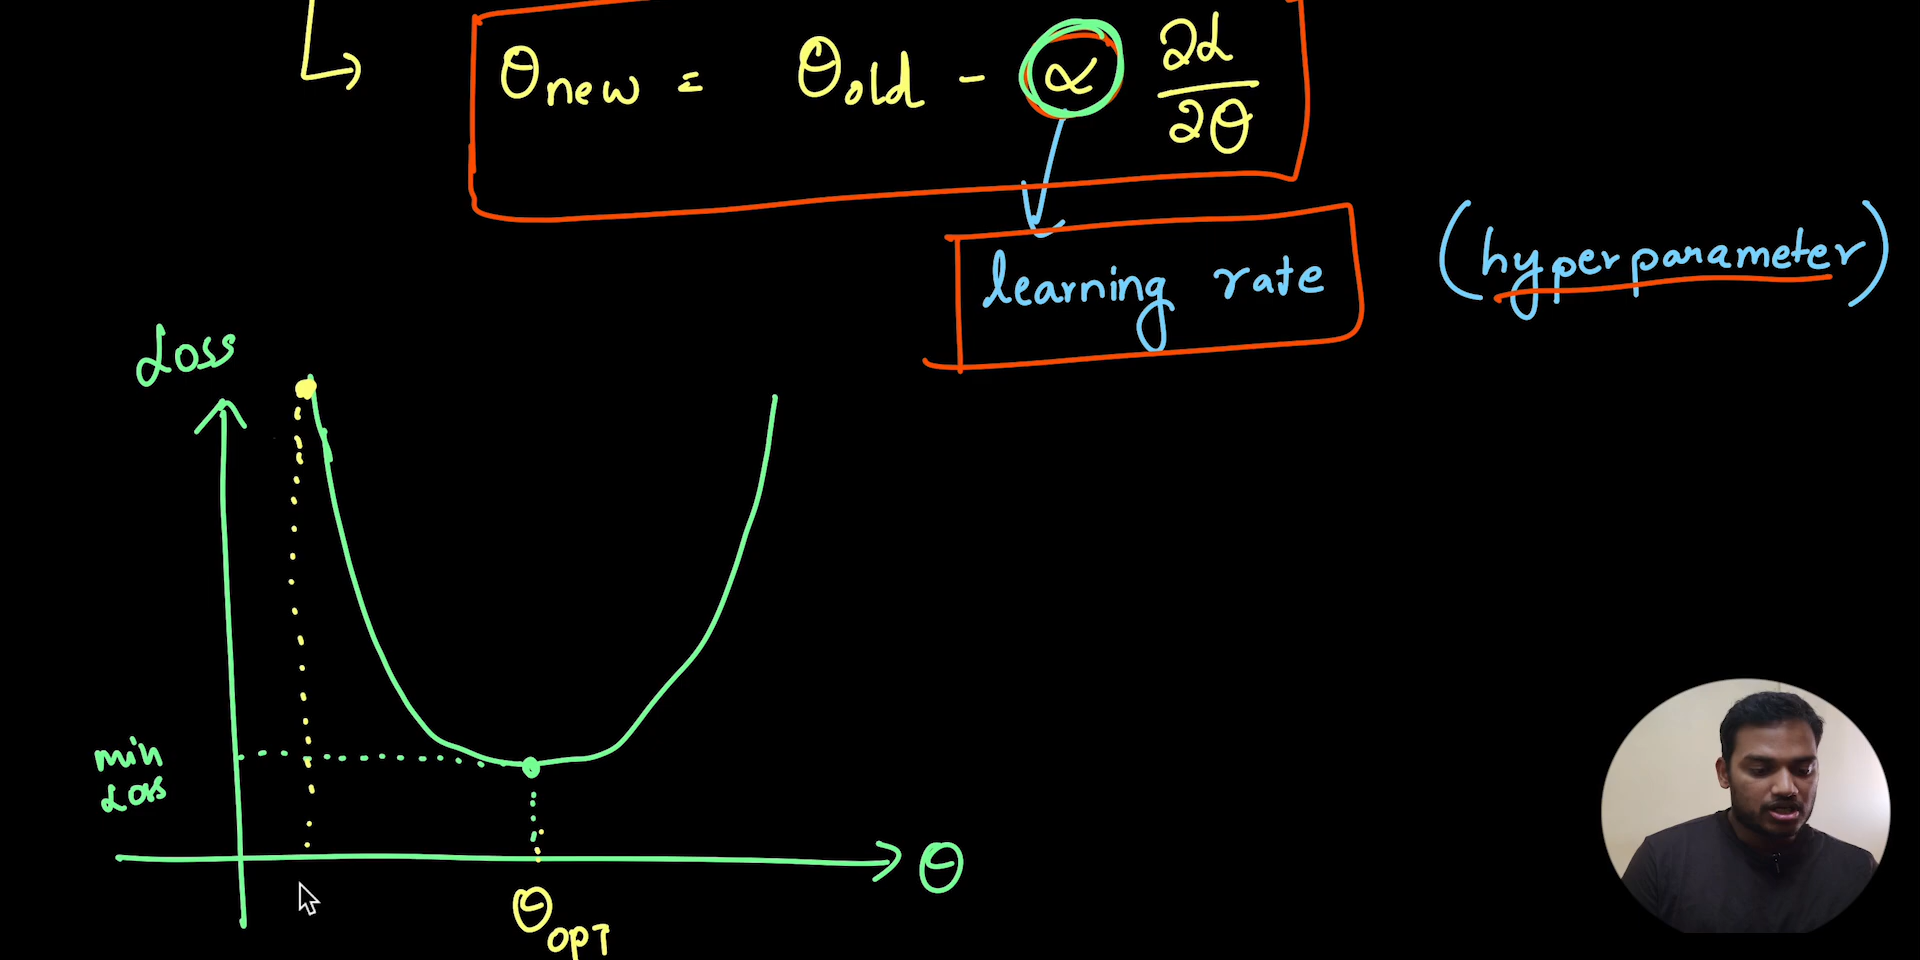 θnew = θold - α ∂L/∂θ
learning rate
(hyperparameter)
Loss
min
Loss
θ
θopt